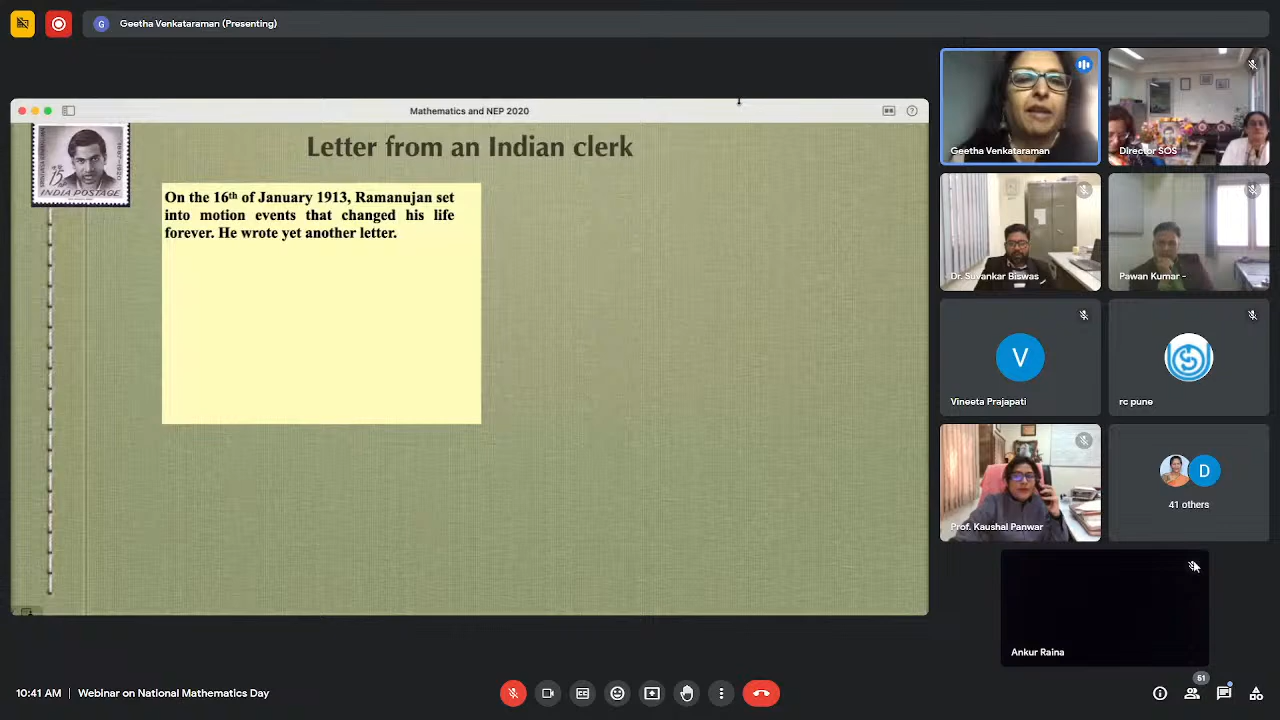 G Geetha Venkataraman (Presenting)
Mathematics and NEP 2020
INDIA POSTAGE
15
Letter from an Indian clerk
On the 16th of January 1913, Ramanujan set
into motion events that changed his life
forever. He wrote yet another letter.
Geetha Venkataraman
Director SOS
Dr. Suvankar Biswas
Pawan Kumar -
V
Vineeta Prajapati
rc pune
Prof. Kaushal Panwar
D
41 others
Ankur Raina
10:41 AM | Webinar on National Mathematics Day
51